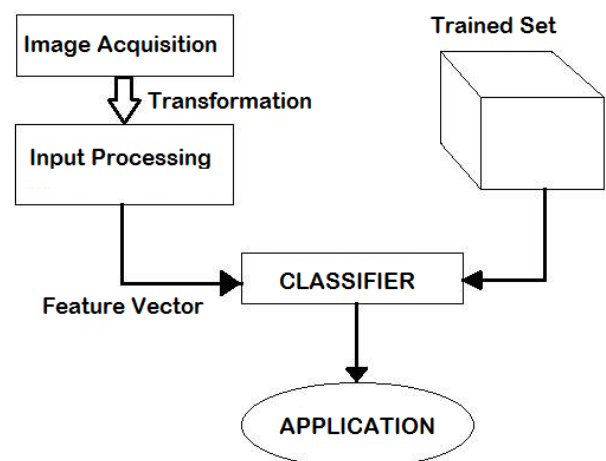 Image Acquisition
Trained Set
Transformation
Input Processing
CLASSIFIER
Feature Vector
APPLICATION